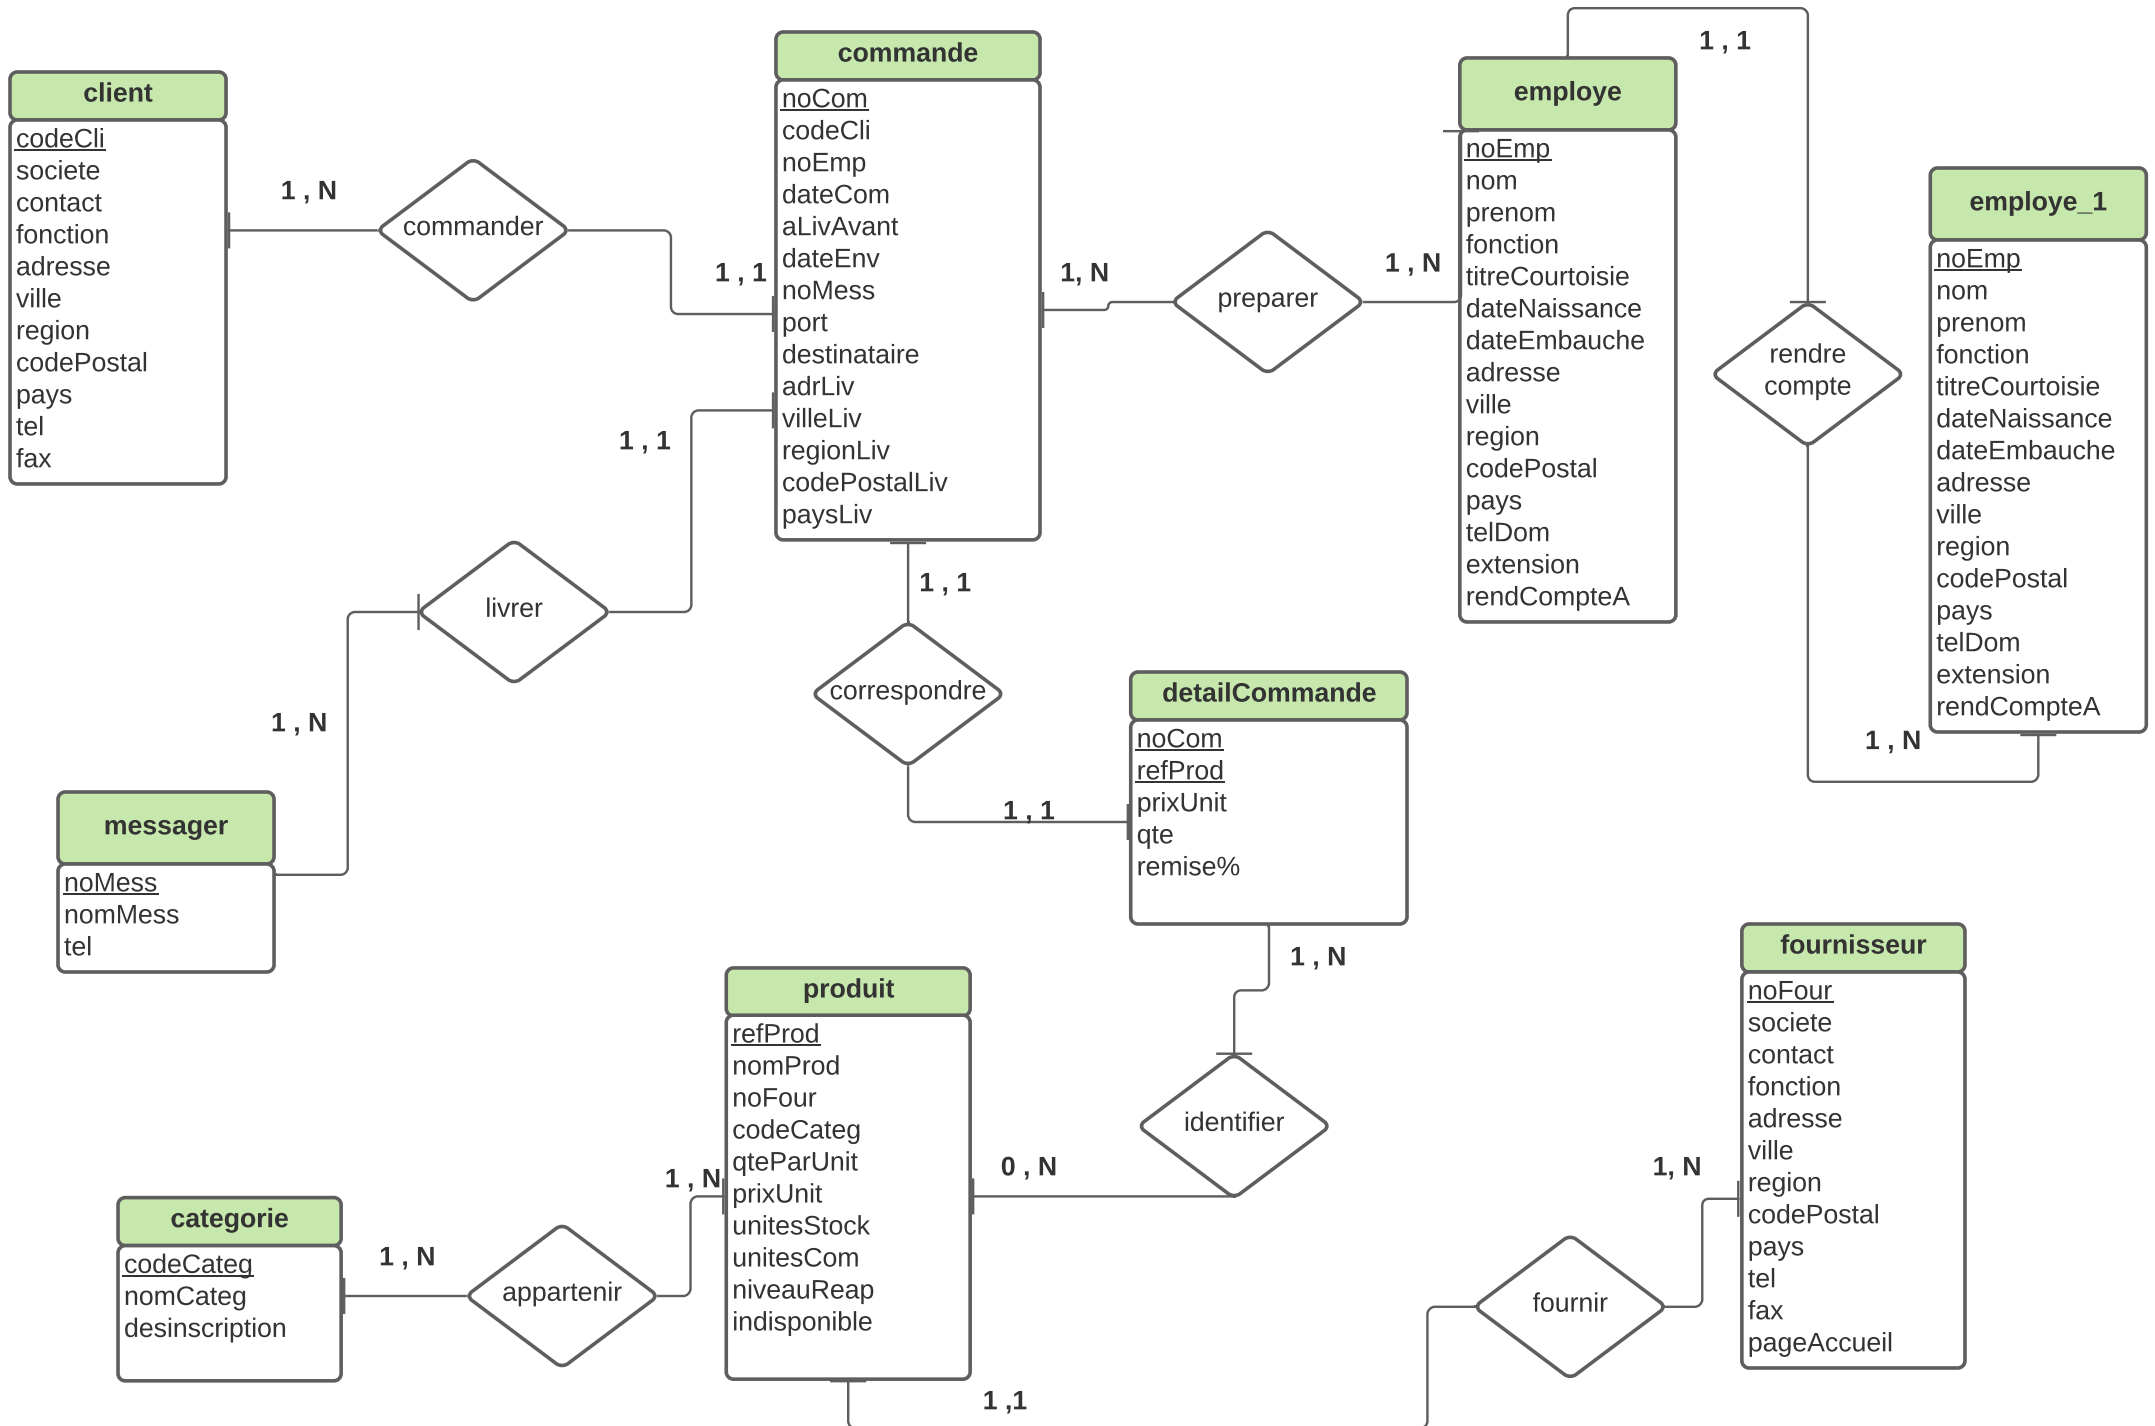 client
codeCli
societe
contact
fonction
adresse
ville
region
codePostal
pays
tel
fax
1 , N
commander
1 , 1
commande
noCom
codeCli
noEmp
dateCom
aLivAvant
dateEnv
noMess
port
destinataire
adrLiv
villeLiv
regionLiv
codePostalLiv
paysLiv
1, N
preparer
1 , N
employe
noEmp
nom
prenom
fonction
titreCourtoisie
dateNaissance
dateEmbauche
adresse
ville
region
codePostal
pays
telDom
extension
rendCompteA
1 , 1
rendre
compte
1 , N
employe_1
noEmp
nom
prenom
fonction
titreCourtoisie
dateNaissance
dateEmbauche
adresse
ville
region
codePostal
pays
telDom
extension
rendCompteA
1 , 1
livrer
1 , N
messager
noMess
nomMess
tel
1 , 1
correspondre
1 , 1
detailCommande
noCom
refProd
prixUnit
qte
remise%
1 , N
identifier
0 , N
produit
refProd
nomProd
noFour
codeCateg
qteParUnit
prixUnit
unitesStock
unitesCom
niveauReap
indisponible
1 , N
appartenir
1 , N
categorie
codeCateg
nomCateg
desinscription
1 ,1
fournir
1, N
fournisseur
noFour
societe
contact
fonction
adresse
ville
region
codePostal
pays
tel
fax
pageAccueil